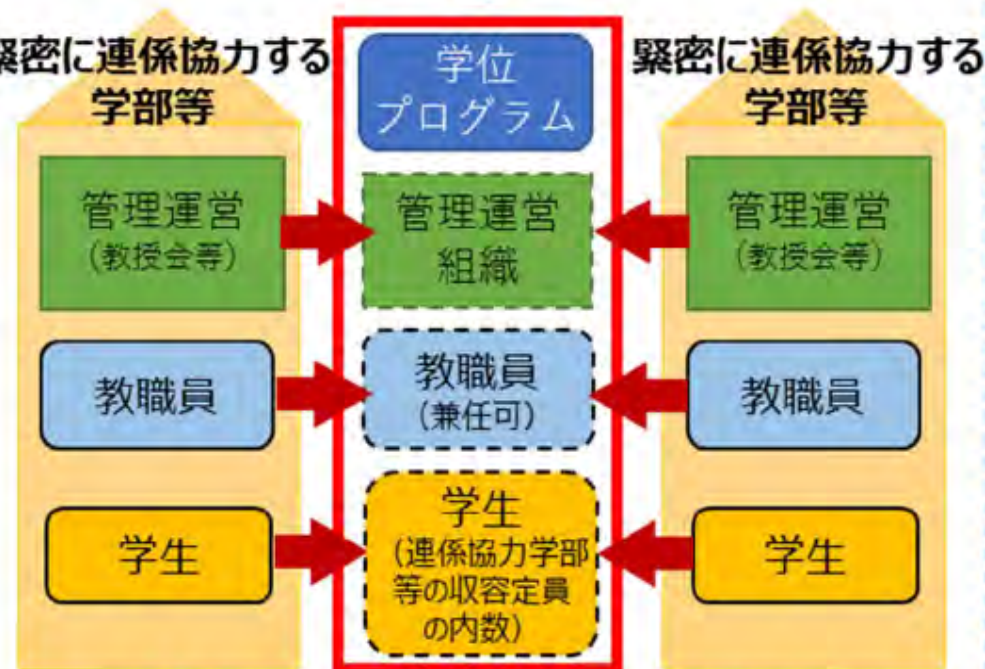 緊密に連係協力する
学部等
管理運営
(教授会等)
教職員
学生
学位
プログラム
管理運営
組織
教職員
(兼任可)
学生
(連係協力学部
等の収容定員
の内数)
緊密に連係協力する
学部等
管理運営
(教授会等)
教職員
学生